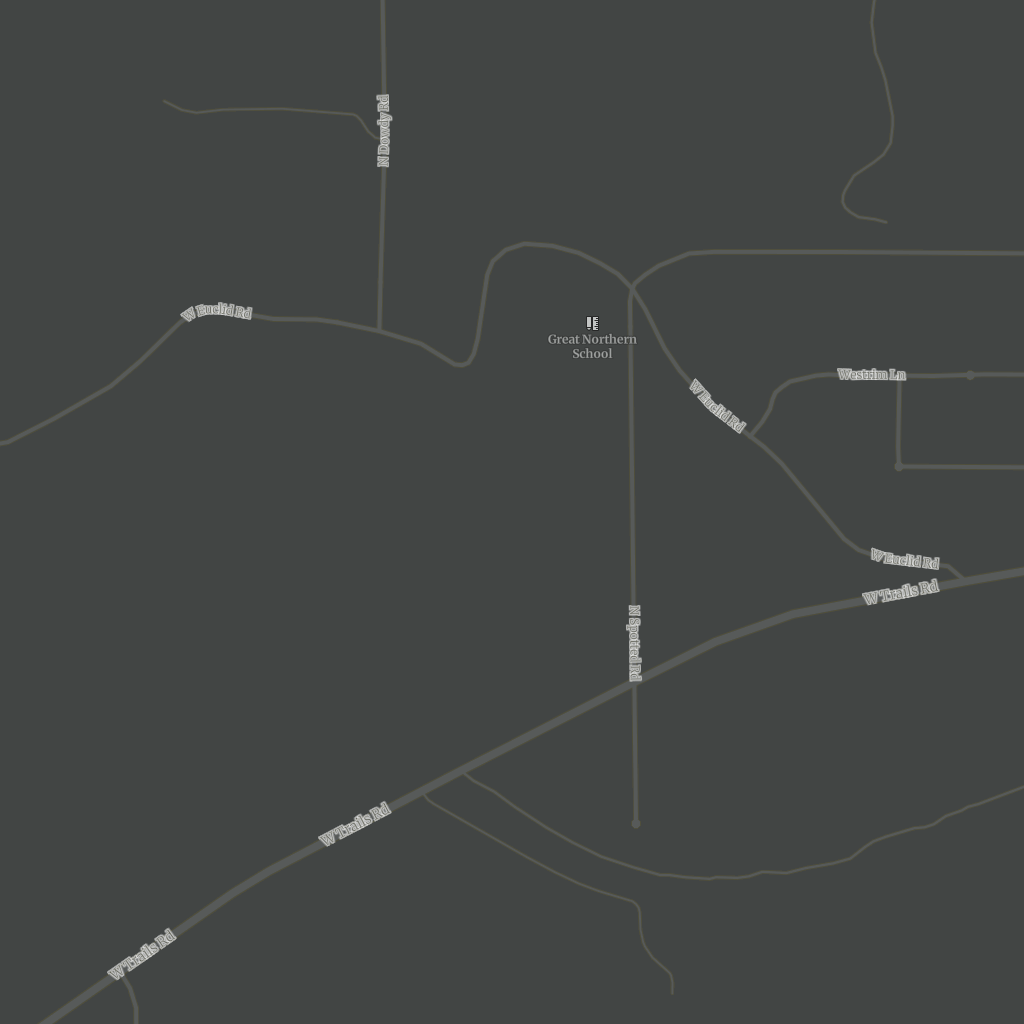 N Dowdy Rd
W Euclid Rd
Great Northern
School
Westrim Ln
W Euclid Rd
W Euclid Rd
W Trails Rd
N Spotted Rd
W Trails Rd
W Trails Rd